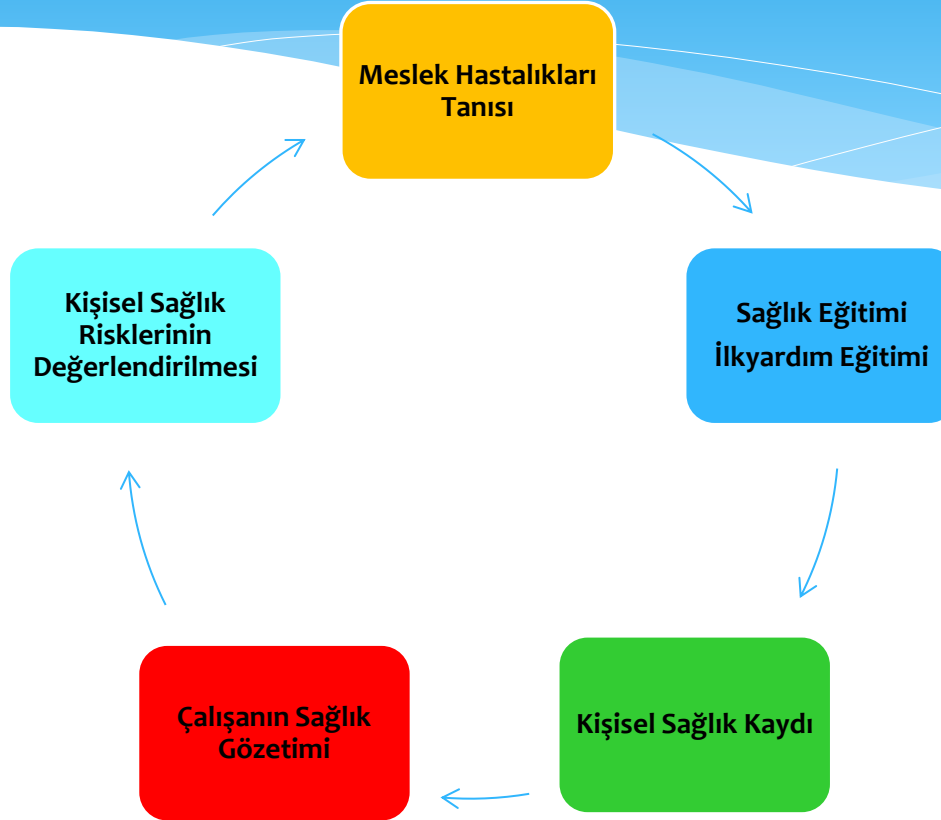 Meslek Hastalıkları
Tanısı
Sağlık Eğitimi
İlkyardım Eğitimi
Kişisel Sağlık Kaydı
Çalışanın Sağlık
Gözetimi
Kişisel Sağlık
Risklerinin
Değerlendirilmesi